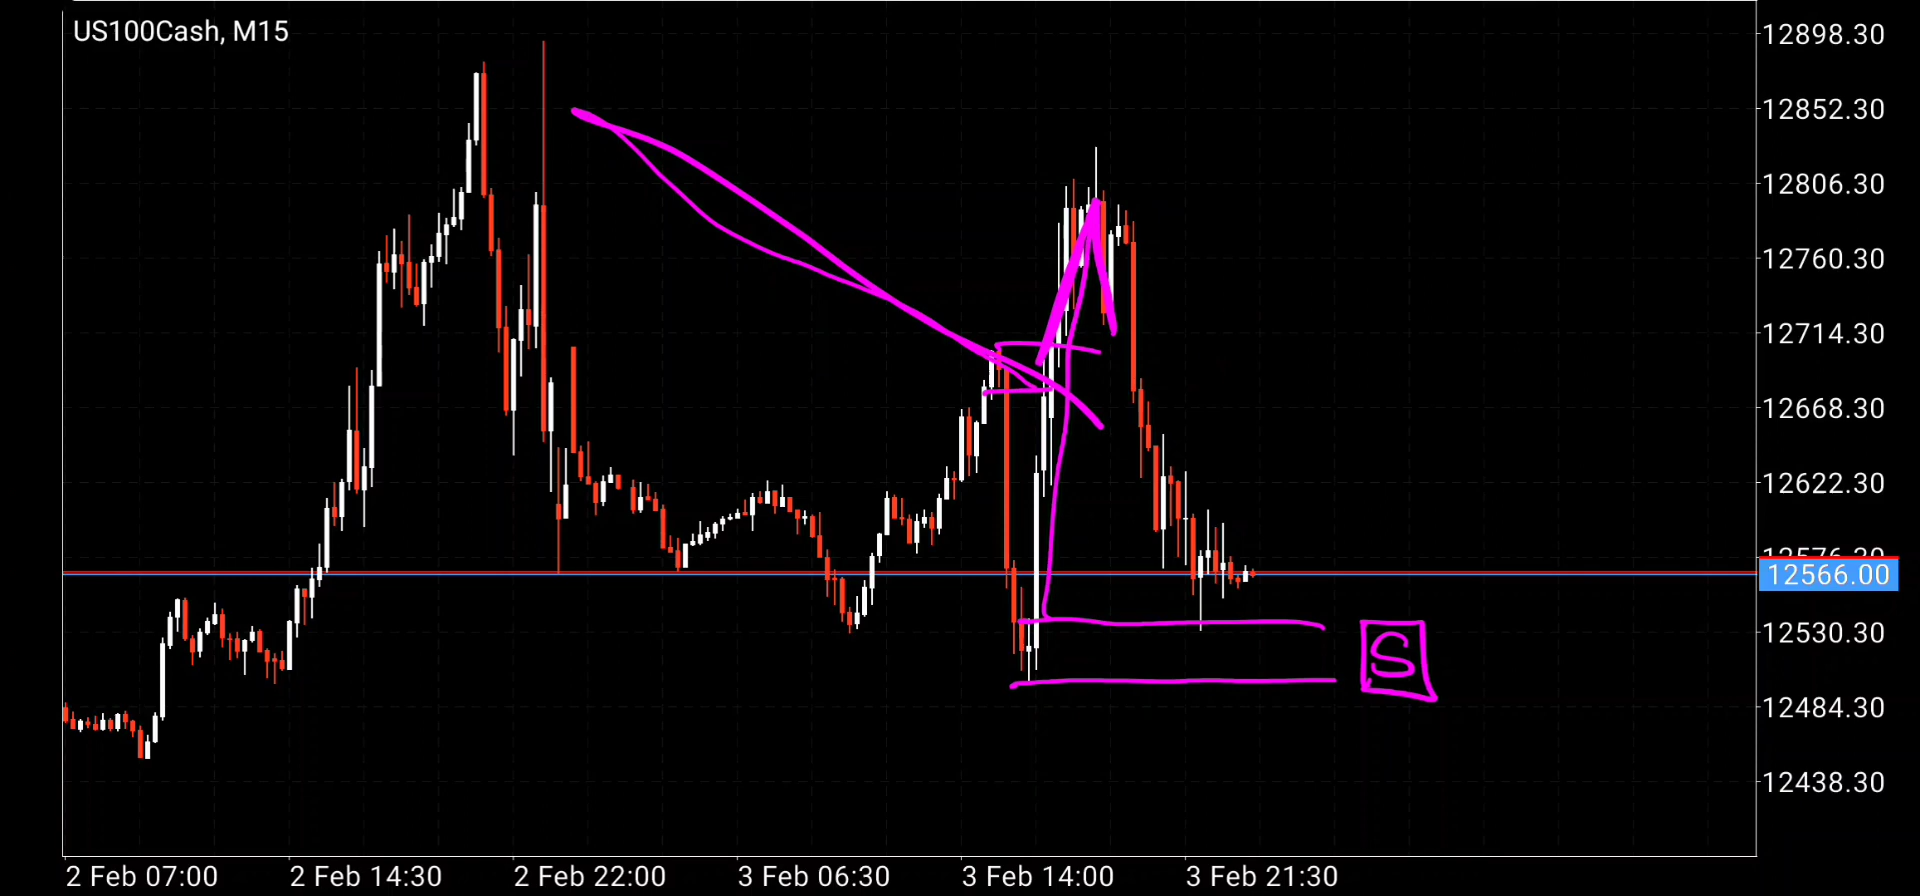 US100Cash, M15
12898.30
12852.30
12806.30
12760.30
12714.30
12668.30
12622.30
12576.30
12566.00
12530.30
S
12484.30
12438.30
2 Feb 07:00
2 Feb 14:30
2 Feb 22:00
3 Feb 06:30
3 Feb 14:00
3 Feb 21:30